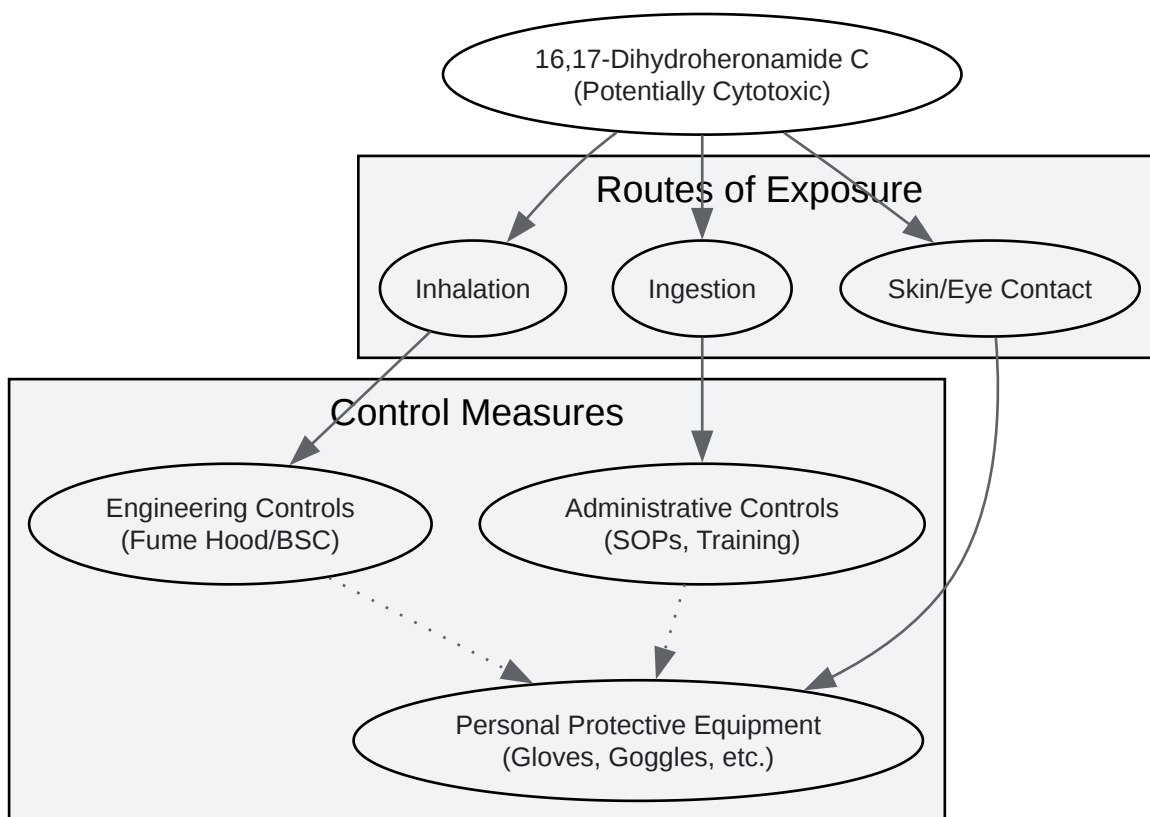 16,17-Dihydroheronamide C
(Potentially Cytotoxic)
Routes of Exposure
Inhalation
Ingestion
Skin/Eye Contact
Control Measures
Engineering Controls
(Fume Hood/BSC)
Administrative Controls
(SOPs, Training)
Personal Protective Equipment
(Gloves, Goggles, etc.)